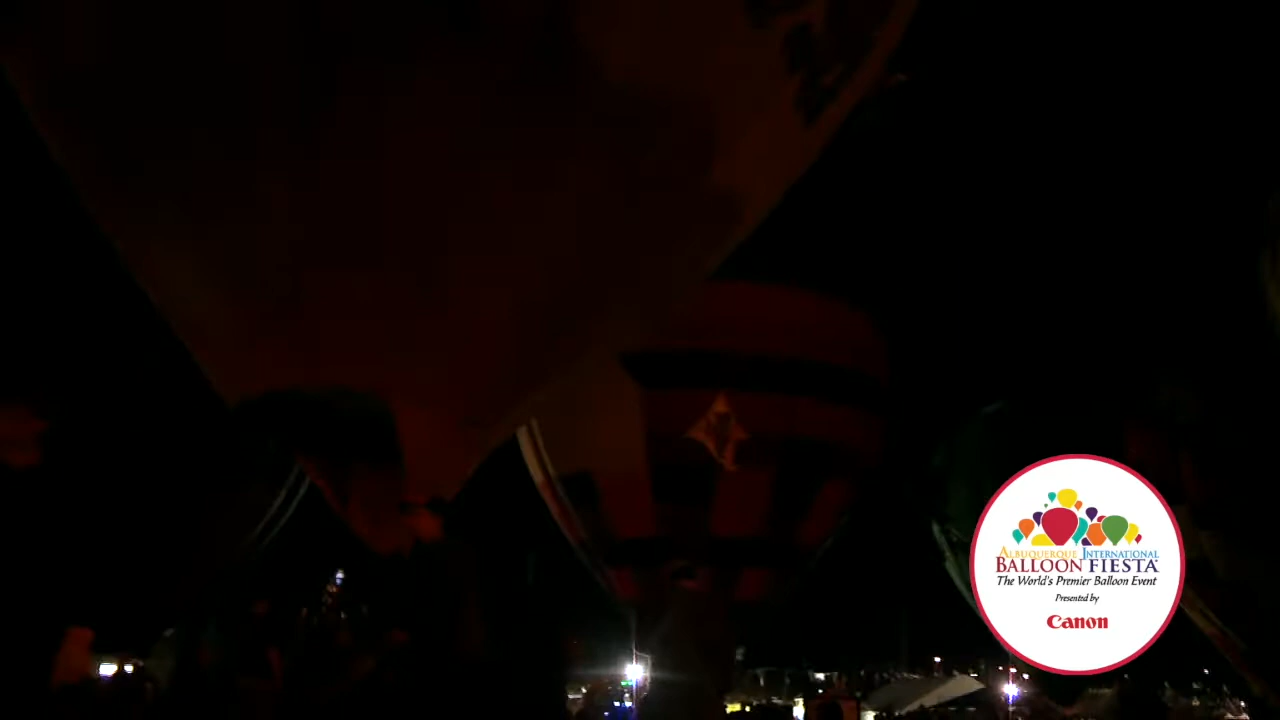 ALBUQUERQUE INTERNATIONAL
BALLOON FIESTA
The World's Premier Balloon Event
Presented by
Canon